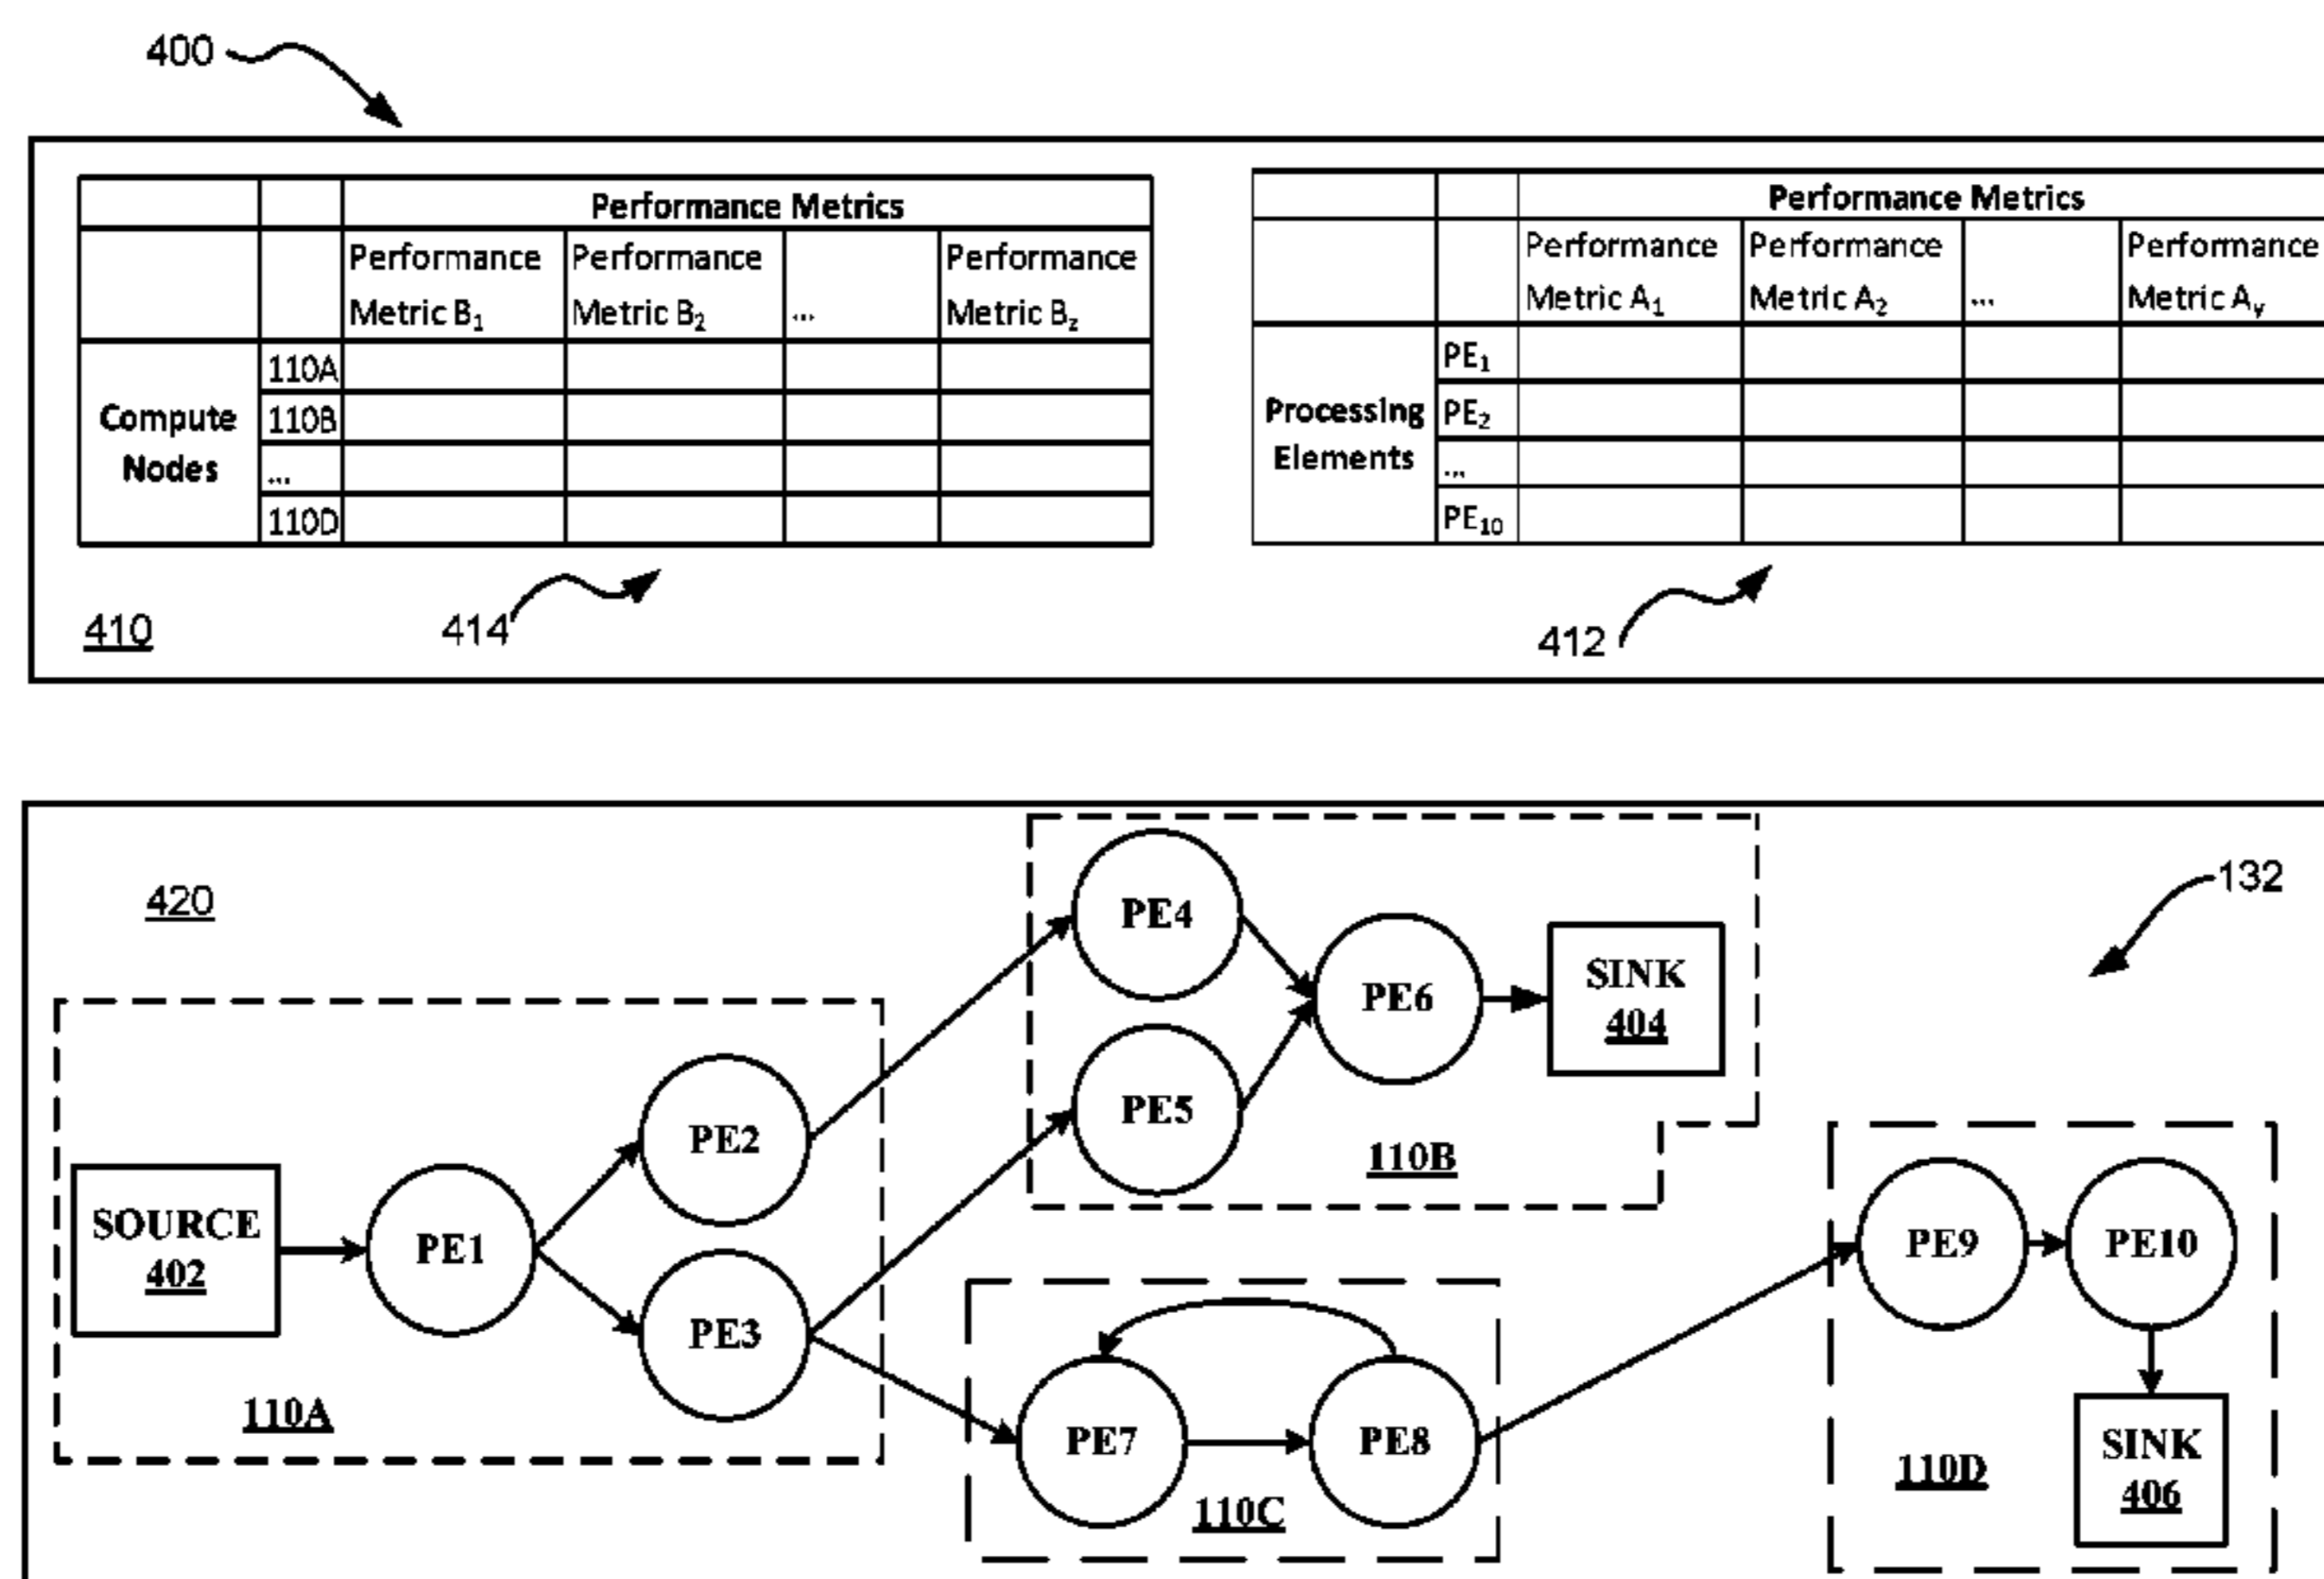 400
Performance Metrics
Performance Metric B₁
Performance Metric B₂
...
Performance Metric B_z
Compute Nodes
110A
110B
...
110D
414
410
Performance Metrics
Performance Metric A₁
Performance Metric A₂
...
Performance Metric A_y
Processing Elements
PE₁
PE₂
...
PE₁₀
412
420
132
SOURCE
402
PE1
PE2
PE3
110A
PE4
PE5
PE6
SINK
404
110B
PE7
PE8
110C
PE9
PE10
SINK
406
110D